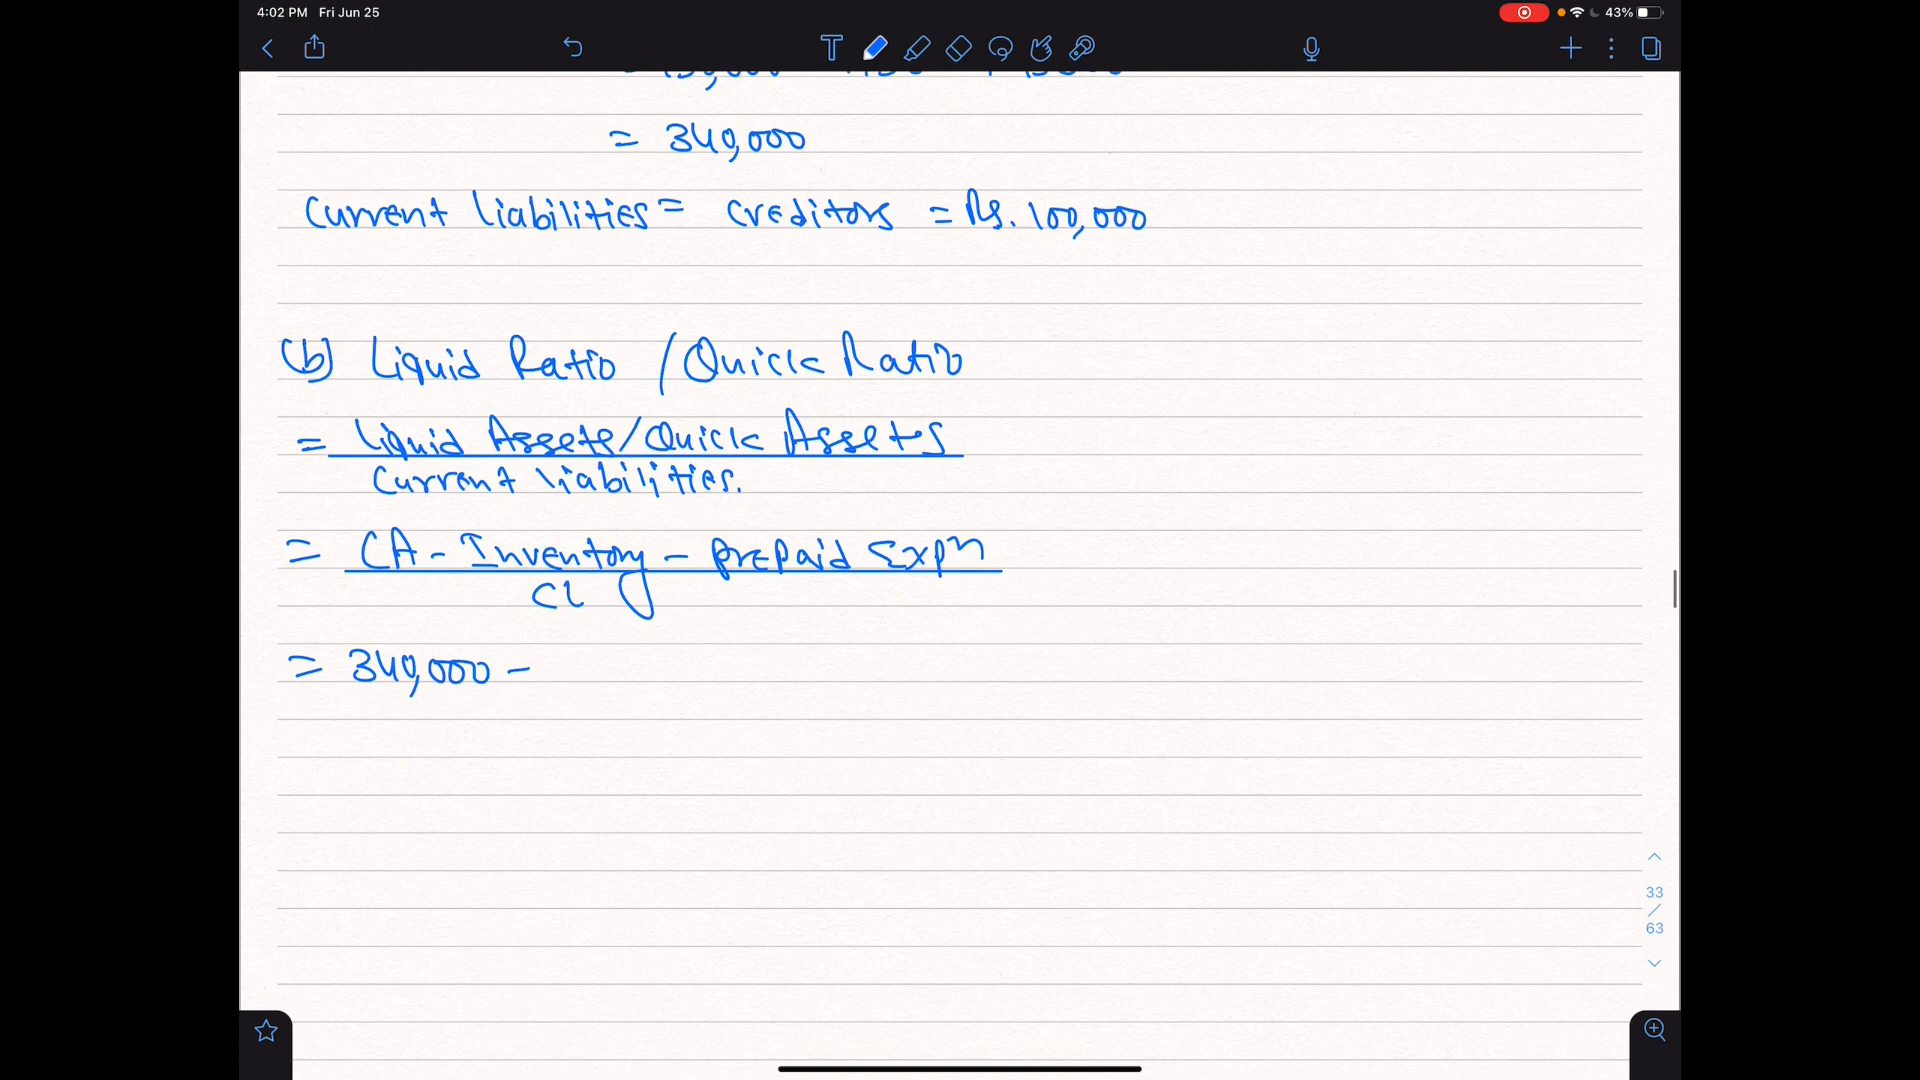 4:02 PM Fri Jun 25
43%
= 340,000
Current liabilities = creditors = Rs. 100,000
(b) Liquid Ratio / Quick Ratio
= Liquid Assets/Quick Assets
Current liabilities.
= CA - Inventory - prepaid Expn
CL
= 340,000 -
33
/
63